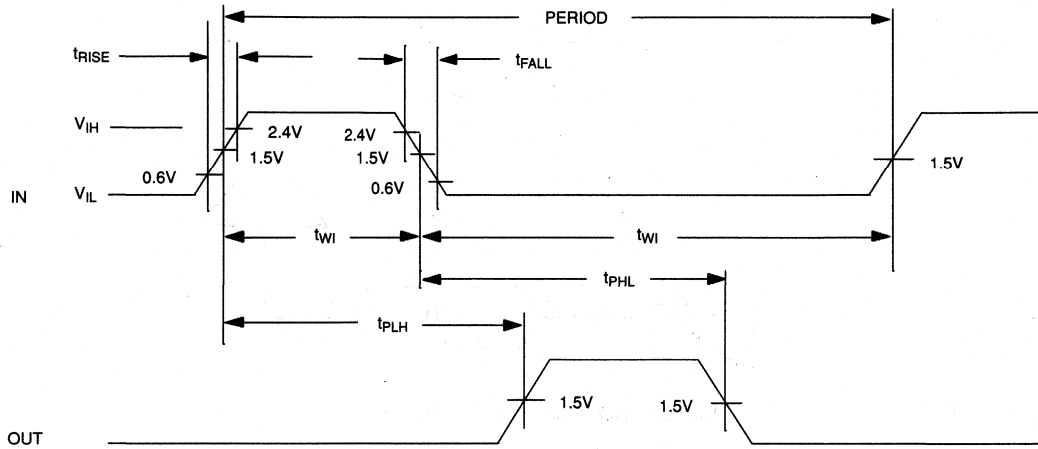 PERIOD
tRISE
tFALL
VIH
2.4V
2.4V
1.5V
1.5V
1.5V
0.6V
0.6V
IN
VIL
tWI
tWI
tPHL
tPLH
1.5V
1.5V
OUT